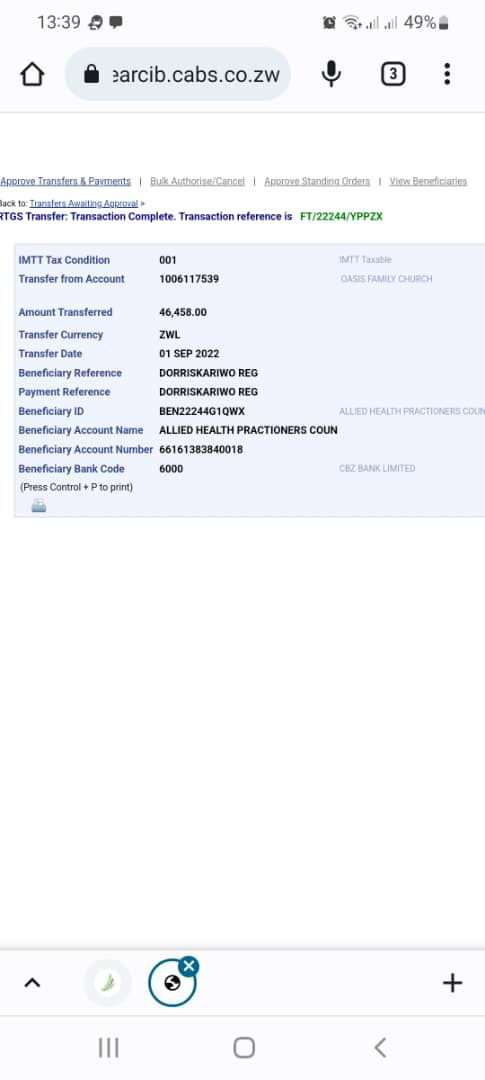 13:39 49%
earcib.cabs.co.zw 3
Approve Transfers & Payments | Bulk Authorise/Cancel | Approve Standing Orders | View Beneficiaries
Back to: Transfers Awaiting Approval >
RTGS Transfer: Transaction Complete. Transaction reference is FT/22244/YPPZX
IMTT Tax Condition 001 IMTT Taxable
Transfer from Account 1006117539 OASIS FAMILY CHURCH
Amount Transferred 46,458.00
Transfer Currency ZWL
Transfer Date 01 SEP 2022
Beneficiary Reference DORRISKARIWO REG
Payment Reference DORRISKARIWO REG
Beneficiary ID BEN22244G1QWX ALLIED HEALTH PRACTIONERS COUN
Beneficiary Account Name ALLIED HEALTH PRACTIONERS COUN
Beneficiary Account Number 66161383840018
Beneficiary Bank Code 6000 CBZ BANK LIMITED
(Press Control + P to print)